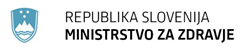 REPUBLIKA SLOVENIJA
MINISTRSTVO ZA ZDRAVJE